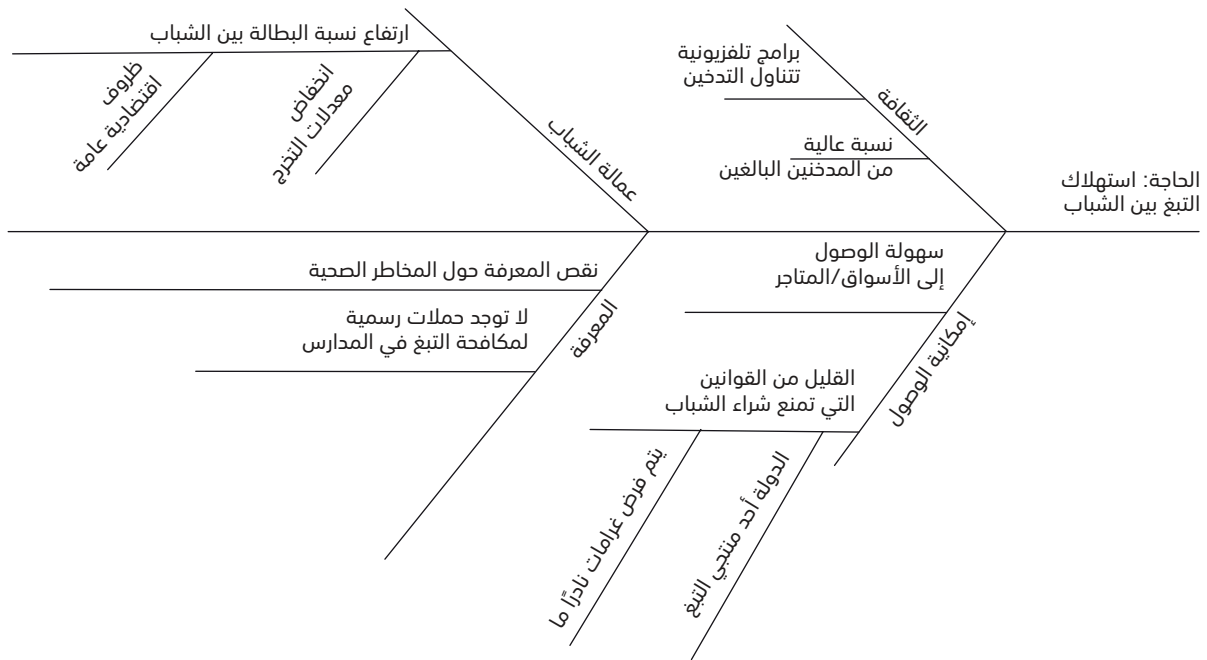 ارتفاع نسبة البطالة بين الشباب
ظروف
اقتضادية عامة
انخفاض
معدلات التخرج
عمالة الشباب
برامج تلفزيونية
تتناول التدخين
الثقافة
نسبة عالية
من المدخنين البالغين
الحاجة: استهلاك
التبغ بين الشباب
نقص المعرفة حول المخاطر الصحية
لا توجد حملات رسمية
لمكافحة التبغ في المدارس
المعرفة
سهولة الوصول
إلى الأسواق/المتاجر
إمكانية الوصول
القليل من القوانين
التي تمنع شراء الشباب
يتم فرض غرامات نادرًا ما
الدولة أحد منتجي التبغ